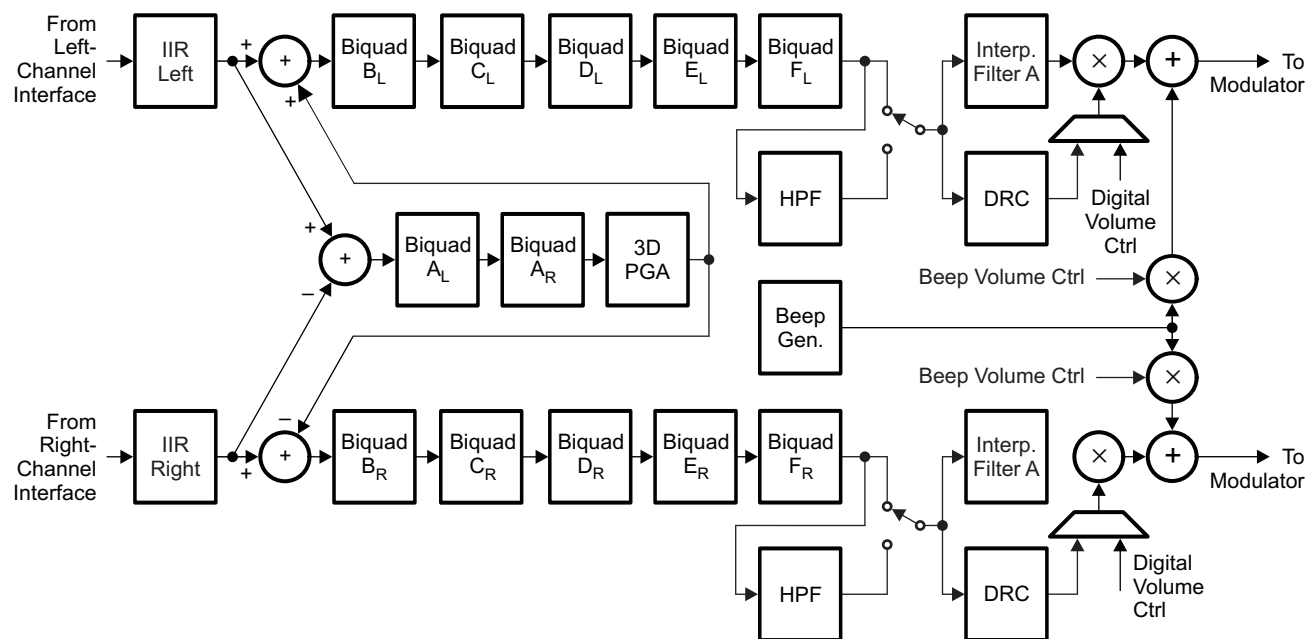 From
Left-
Channel
Interface
IIR
Left
+
+
+
Biquad
B_L
Biquad
C_L
Biquad
D_L
Biquad
E_L
Biquad
F_L
Interp.
Filter A
×
+
To
Modulator
HPF
DRC
Digital
Volume
Ctrl
+
+
−
Biquad
A_L
Biquad
A_R
3D
PGA
Beep
Gen.
Beep Volume Ctrl
×
Beep Volume Ctrl
×
From
Right-
Channel
Interface
IIR
Right
−
+
+
Biquad
B_R
Biquad
C_R
Biquad
D_R
Biquad
E_R
Biquad
F_R
Interp.
Filter A
×
+
To
Modulator
HPF
DRC
Digital
Volume
Ctrl